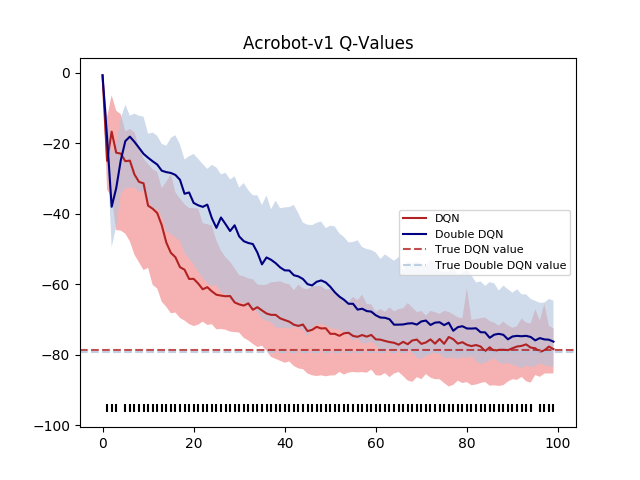 Acrobot-v1 Q-Values
0
−20
−40
−60
−80
−100
DQN
Double DQN
True DQN value
True Double DQN value
0 20 40 60 80 100